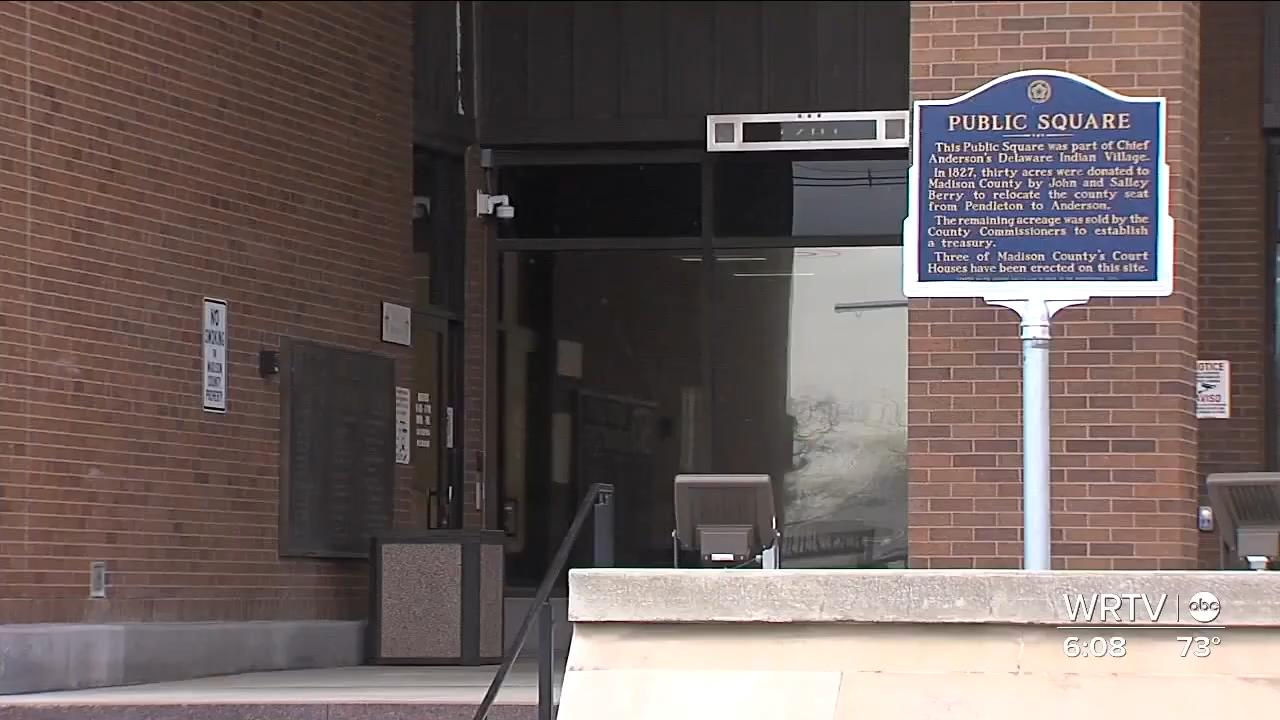 PUBLIC SQUARE
This Public Square was part of Chief
Anderson's Delaware Indian Village.
In 1827, thirty acres were donated to
Madison County by John and Salley
Berry to relocate the county seat
from Pendleton to Anderson.
The remaining acreage was sold by the
County Commissioners to establish
a treasury.
Three of Madison County's Court
Houses have been erected on this site.
NO
SMOKING
IN
MADISON
COUNTY
PROPERTY
OTICE
VISO
WRTV abc
6:08 73°